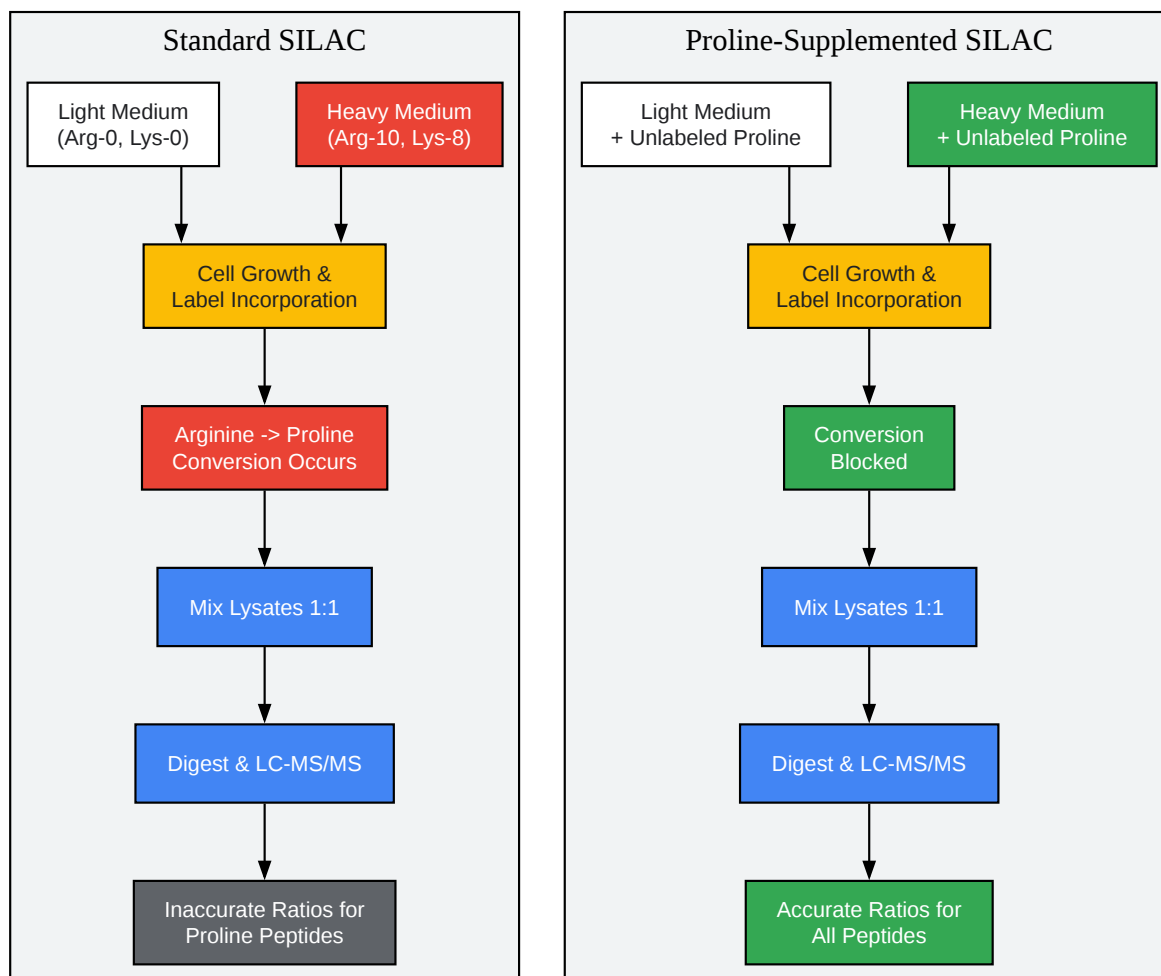 Standard SILAC
Light Medium
(Arg-0, Lys-0)
Heavy Medium
(Arg-10, Lys-8)
Cell Growth &
Label Incorporation
Arginine -> Proline
Conversion Occurs
Mix Lysates 1:1
Digest & LC-MS/MS
Inaccurate Ratios for
Proline Peptides
Proline-Supplemented SILAC
Light Medium
+ Unlabeled Proline
Heavy Medium
+ Unlabeled Proline
Cell Growth &
Label Incorporation
Conversion
Blocked
Mix Lysates 1:1
Digest & LC-MS/MS
Accurate Ratios for
All Peptides